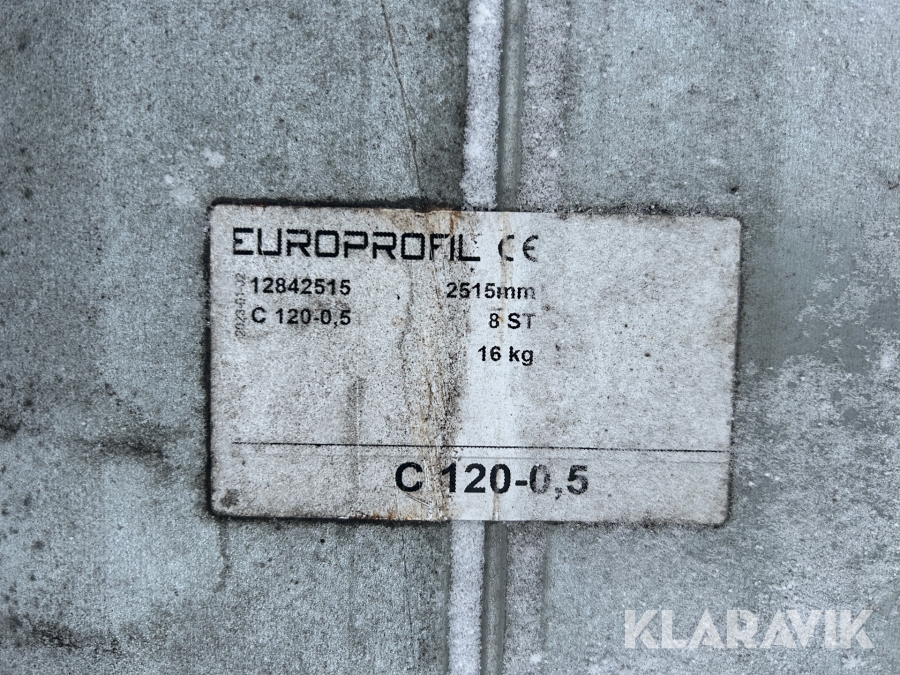 EUROPROFIL CE
12842515 2515mm
C 120-0,5 8 ST
16 kg
C 120-0,5
KLARAVIK